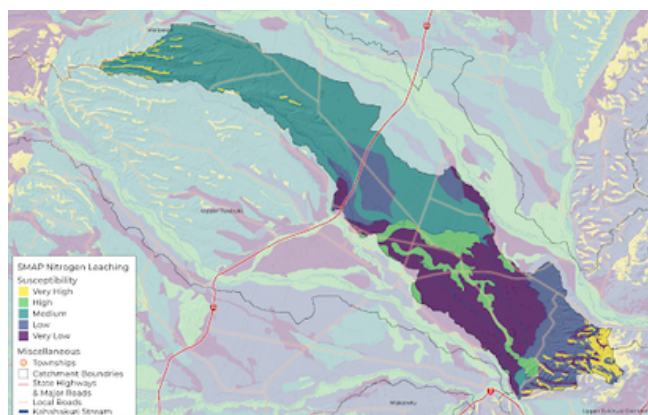 SMAP Nitrogen Leaching
Susceptibility
Very High
High
Medium
Low
Very Low
Miscellaneous
Townships
Catchment Boundries
State Highways
& Major Roads
Local Roads